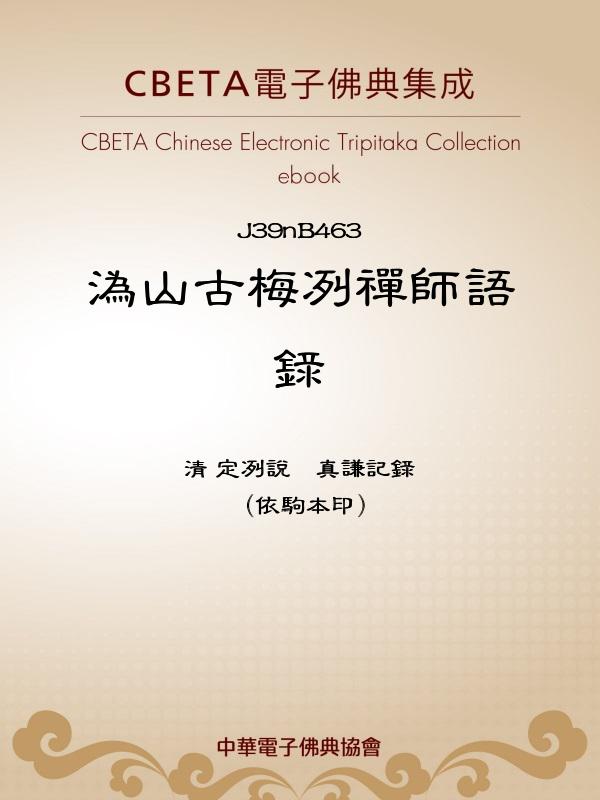 CBETA電子佛典集成
CBETA Chinese Electronic Tripitaka Collection
ebook
J39nB463
溈山古梅冽禪師語
錄
清 定冽說　真謙記錄
(依駒本印)
中華電子佛典協會